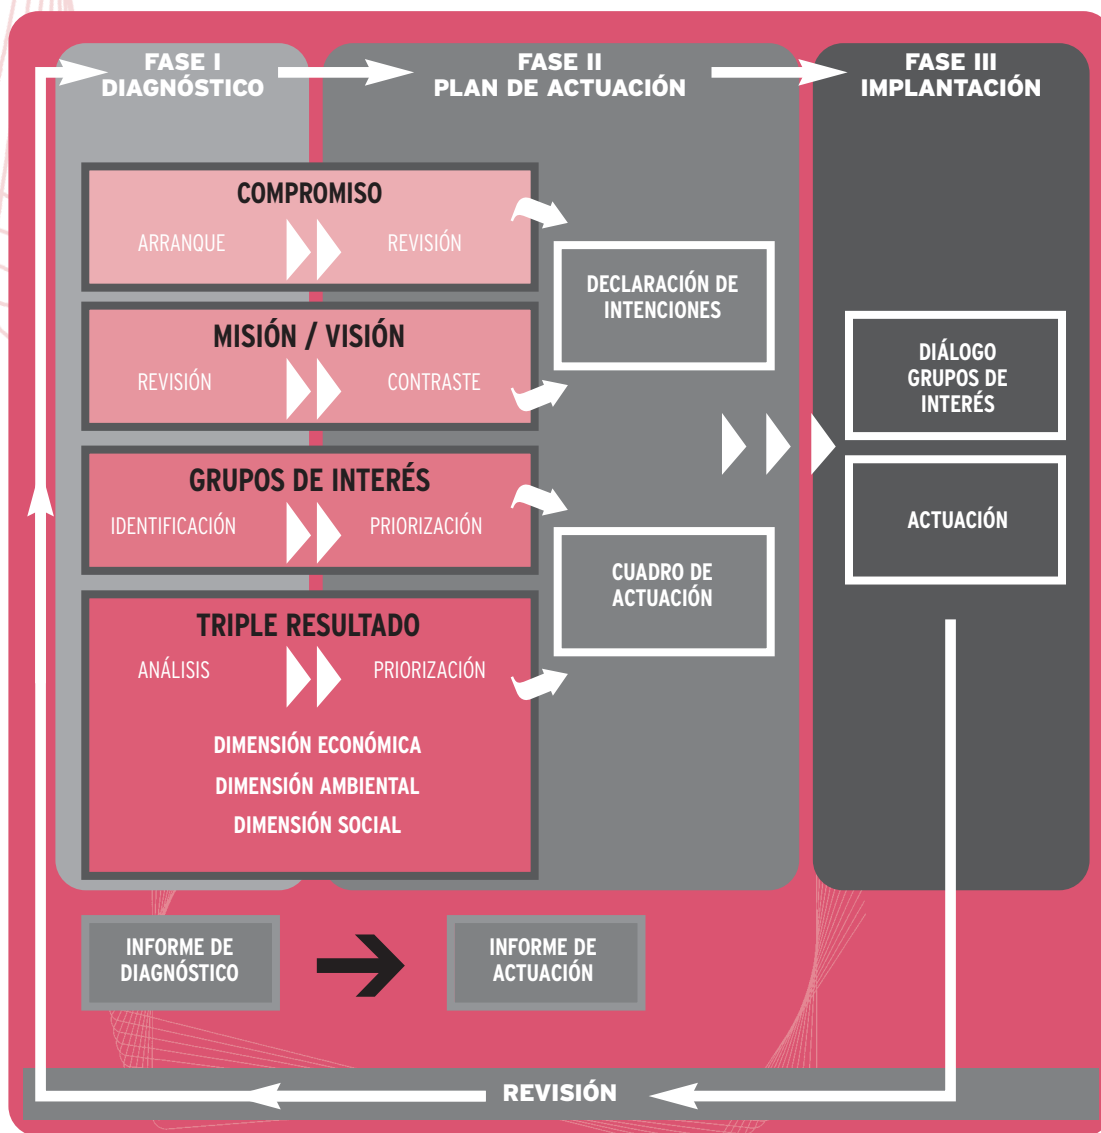 FASE I
DIAGNÓSTICO
FASE II
PLAN DE ACTUACIÓN
FASE III
IMPLANTACIÓN
COMPROMISO
ARRANQUE
REVISIÓN
MISIÓN / VISIÓN
REVISIÓN
CONTRASTE
GRUPOS DE INTERÉS
IDENTIFICACIÓN
PRIORIZACIÓN
TRIPLE RESULTADO
ANÁLISIS
PRIORIZACIÓN
DIMENSIÓN ECONÓMICA
DIMENSIÓN AMBIENTAL
DIMENSIÓN SOCIAL
DECLARACIÓN DE
INTENCIONES
CUADRO DE
ACTUACIÓN
DIÁLOGO
GRUPOS DE
INTERÉS
ACTUACIÓN
INFORME DE
DIAGNÓSTICO
INFORME DE
ACTUACIÓN
REVISIÓN